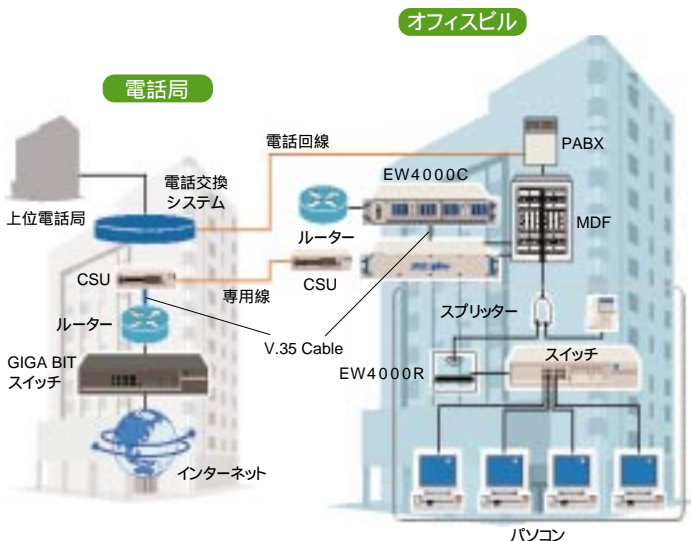 オフィスビル
電話局
電話回線
PABX
EW4000C
電話交換
システム
上位電話局
ルーター
MDF
CSU
CSU
専用線
スプリッター
ルーター
V.35 Cable
スイッチ
GIGA BIT
スイッチ
EW4000R
インターネット
パソコン